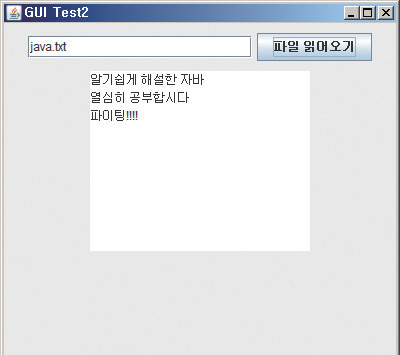 GUI Test2
java.txt
파일 읽어오기
알기쉽게 해설한 자바
열심히 공부합시다
파이팅!!!!